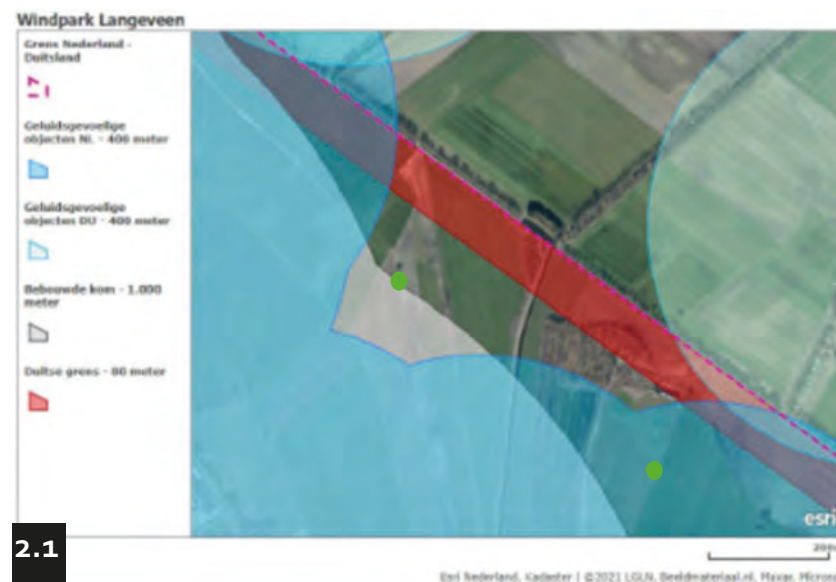 Windpark Langeveen
Grens Nederland -
Duitsland
Geluidsgevoelige
objecten NL - 400 meter
Geluidsgevoelige
objecten DU - 400 meter
Bebouwde kom - 1.000
meter
Duitse grens - 80 meter
esri
2.1
Esri Nederland, Kadaster | ©2021 LGLN, Beeldmateriaal.nl, Maxar,